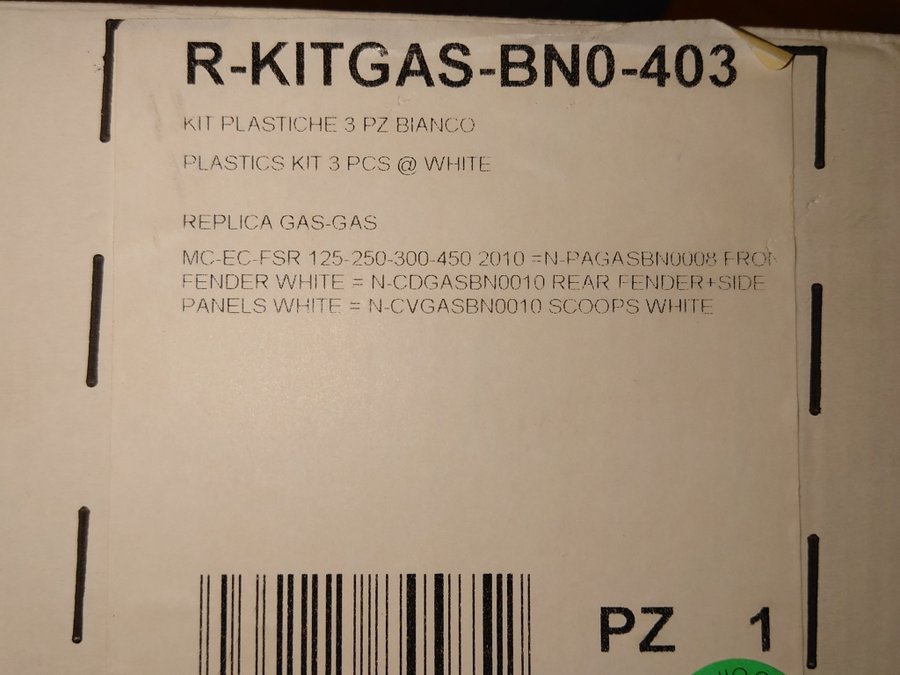 R-KITGAS-BN0-403
KIT PLASTICHE 3 PZ BIANCO
PLASTICS KIT 3 PCS @ WHITE
REPLICA GAS-GAS
MC-EC-FSR 125-250-300-450 2010 =N-PAGASBN0008 FRON
FENDER WHITE = N-CDGASBN0010 REAR FENDER+SIDE
PANELS WHITE = N-CVGASBN0010 SCOOPS WHITE
PZ 1